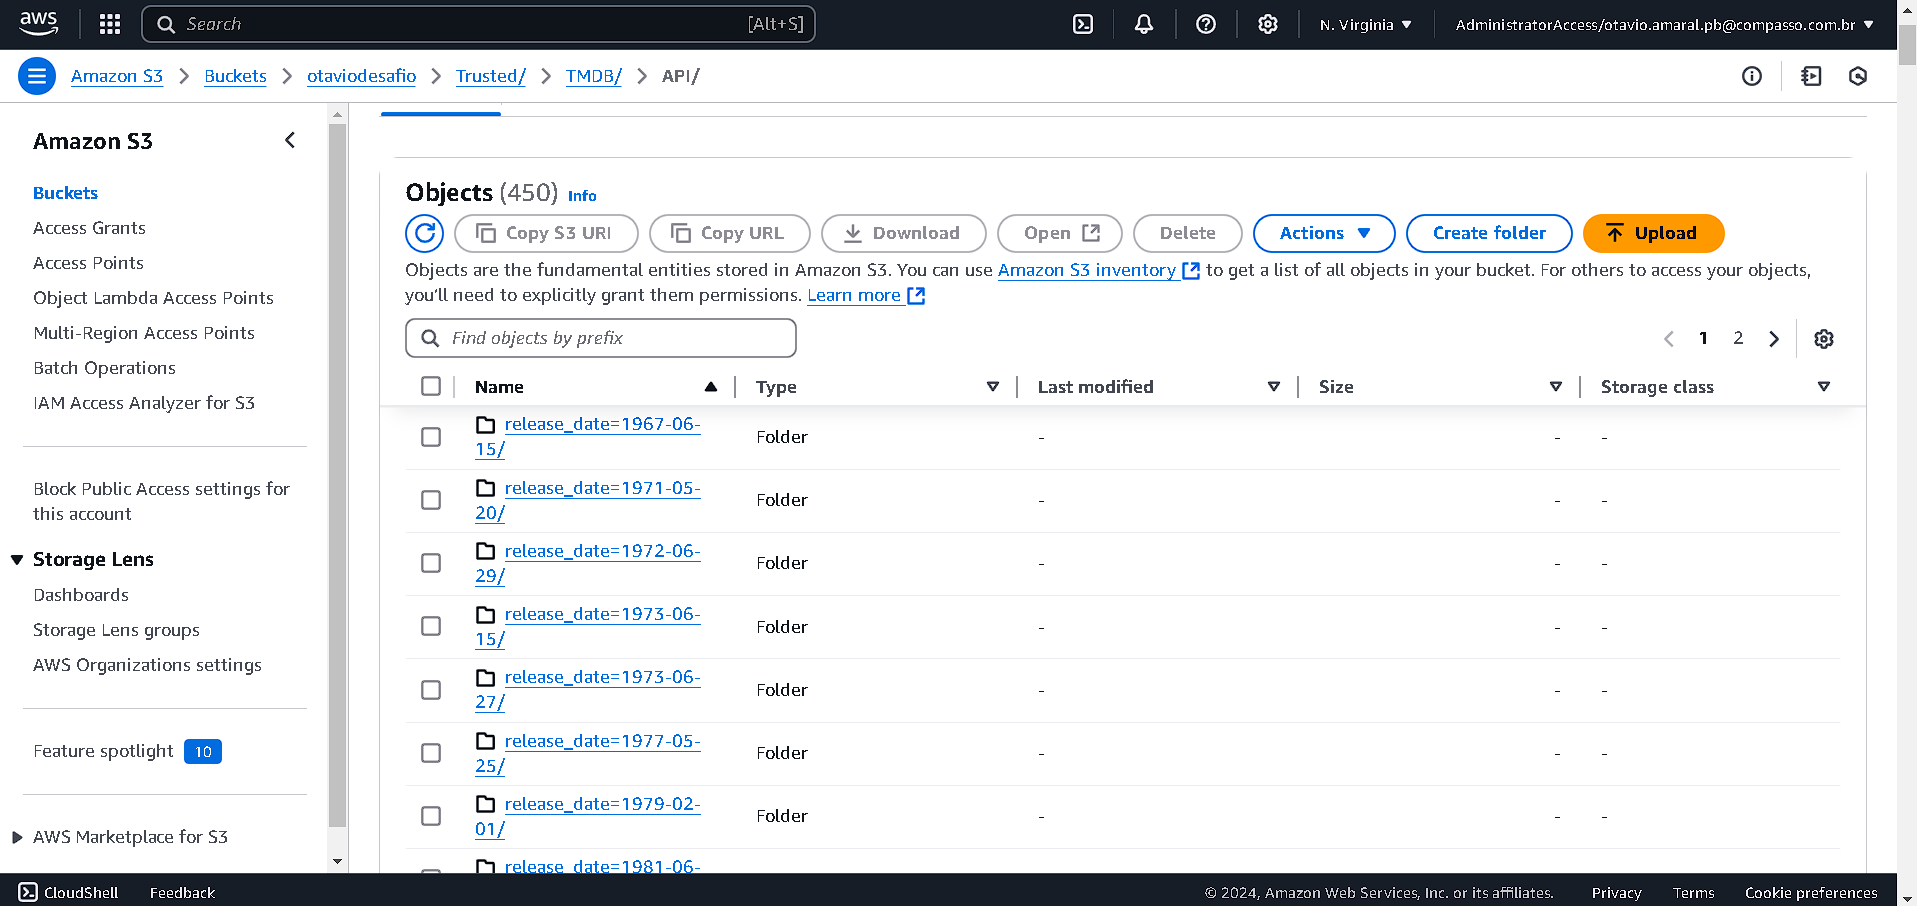 aws
Search [Alt+S]
N. Virginia
AdministratorAccess/otavio.amaral.pb@compasso.com.br
Amazon S3 > Buckets > otaviodesafio > Trusted/ > TMDB/ > API/
Amazon S3
Buckets
Access Grants
Access Points
Object Lambda Access Points
Multi-Region Access Points
Batch Operations
IAM Access Analyzer for S3
Block Public Access settings for
this account
Storage Lens
Dashboards
Storage Lens groups
AWS Organizations settings
Feature spotlight 10
AWS Marketplace for S3
Objects (450) Info
Copy S3 URI
Copy URL
Download
Open
Delete
Actions
Create folder
Upload
Objects are the fundamental entities stored in Amazon S3. You can use Amazon S3 inventory to get a list of all objects in your bucket. For others to access your objects,
you'll need to explicitly grant them permissions. Learn more
Find objects by prefix
1 2
Name Type Last modified Size Storage class
release_date=1967-06-
15/ Folder - - -
release_date=1971-05-
20/ Folder - - -
release_date=1972-06-
29/ Folder - - -
release_date=1973-06-
15/ Folder - - -
release_date=1973-06-
27/ Folder - - -
release_date=1977-05-
25/ Folder - - -
release_date=1979-02-
01/ Folder - - -
release_date=1981-06-
CloudShell Feedback
© 2024, Amazon Web Services, Inc. or its affiliates. Privacy Terms Cookie preferences